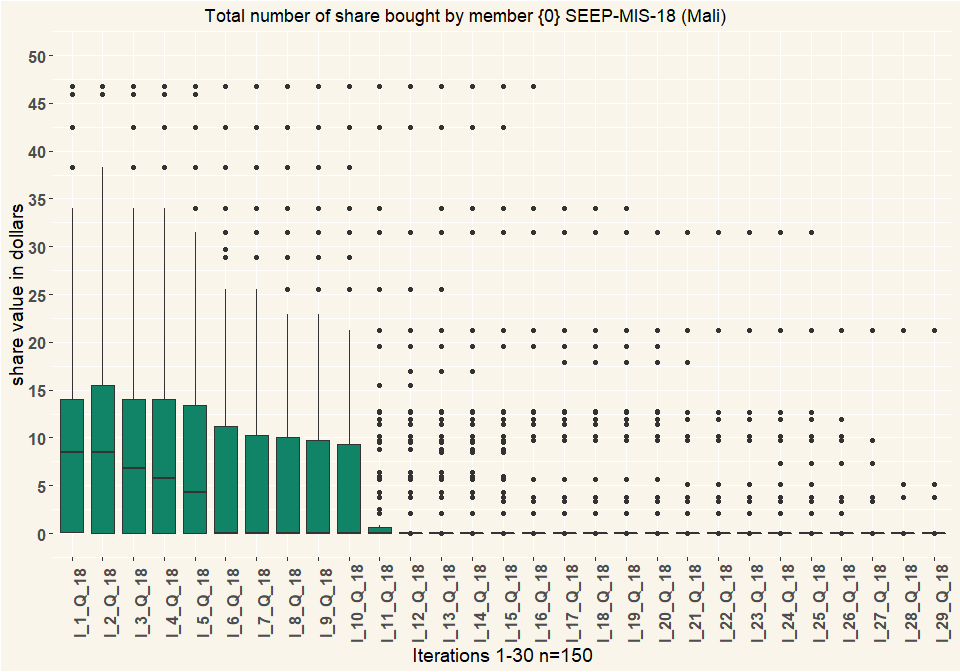 Total number of share bought by member {0} SEEP-MIS-18 (Mali)
share value in dollars
50
45
40
35
30
25
20
15
10
5
0
I_1_Q_18
I_2_Q_18
I_3_Q_18
I_4_Q_18
I_5_Q_18
I_6_Q_18
I_7_Q_18
I_8_Q_18
I_9_Q_18
I_10_Q_18
I_11_Q_18
I_12_Q_18
I_13_Q_18
I_14_Q_18
I_15_Q_18
I_16_Q_18
I_17_Q_18
I_18_Q_18
I_19_Q_18
I_20_Q_18
I_21_Q_18
I_22_Q_18
I_23_Q_18
I_24_Q_18
I_25_Q_18
I_26_Q_18
I_27_Q_18
I_28_Q_18
I_29_Q_18
Iterations 1-30 n=150